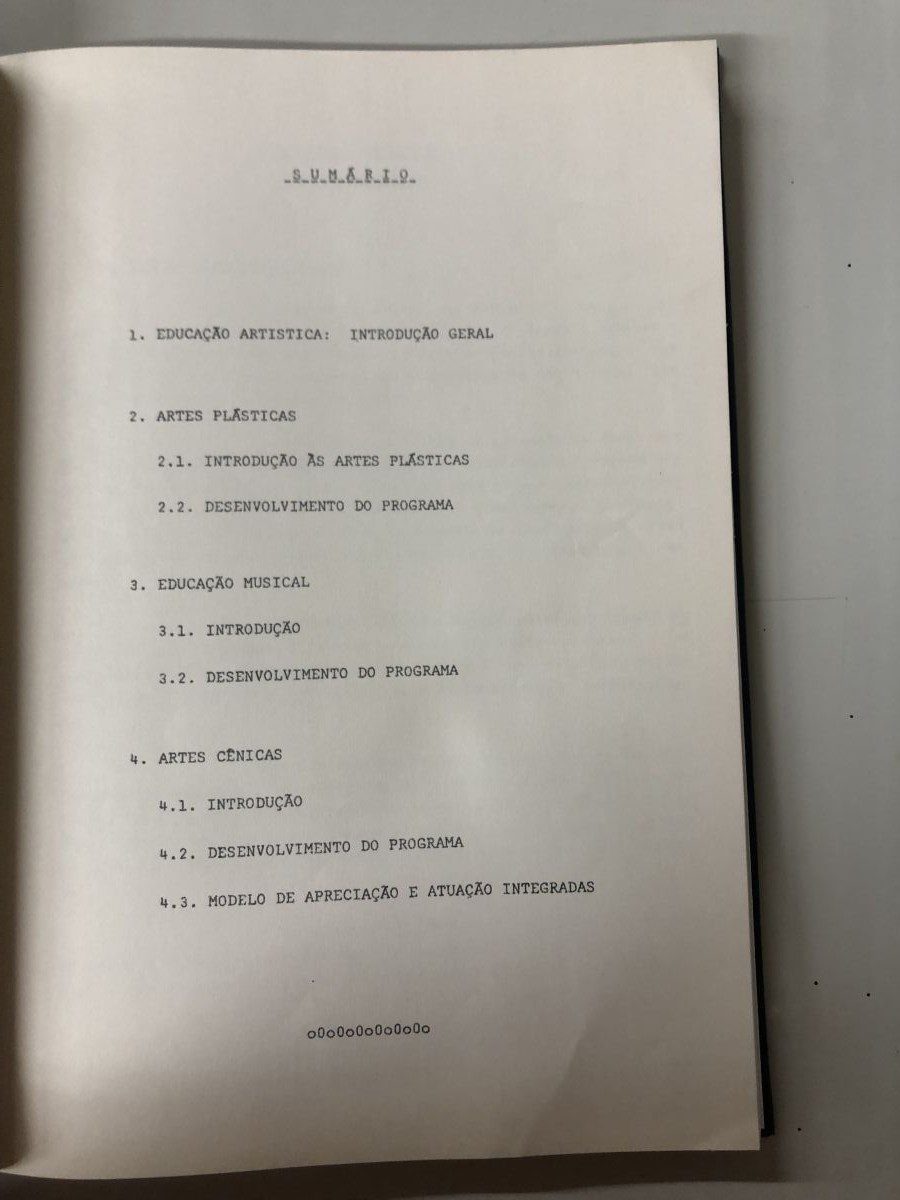 SUMÁRIO
1. EDUCAÇÃO ARTISTICA: INTRODUÇÃO GERAL
2. ARTES PLÁSTICAS
2.1. INTRODUÇÃO ÀS ARTES PLÁSTICAS
2.2. DESENVOLVIMENTO DO PROGRAMA
3. EDUCAÇÃO MUSICAL
3.1. INTRODUÇÃO
3.2. DESENVOLVIMENTO DO PROGRAMA
4. ARTES CÊNICAS
4.1. INTRODUÇÃO
4.2. DESENVOLVIMENTO DO PROGRAMA
4.3. MODELO DE APRECIAÇÃO E ATUAÇÃO INTEGRADAS
o0o0o0o0o0o0o